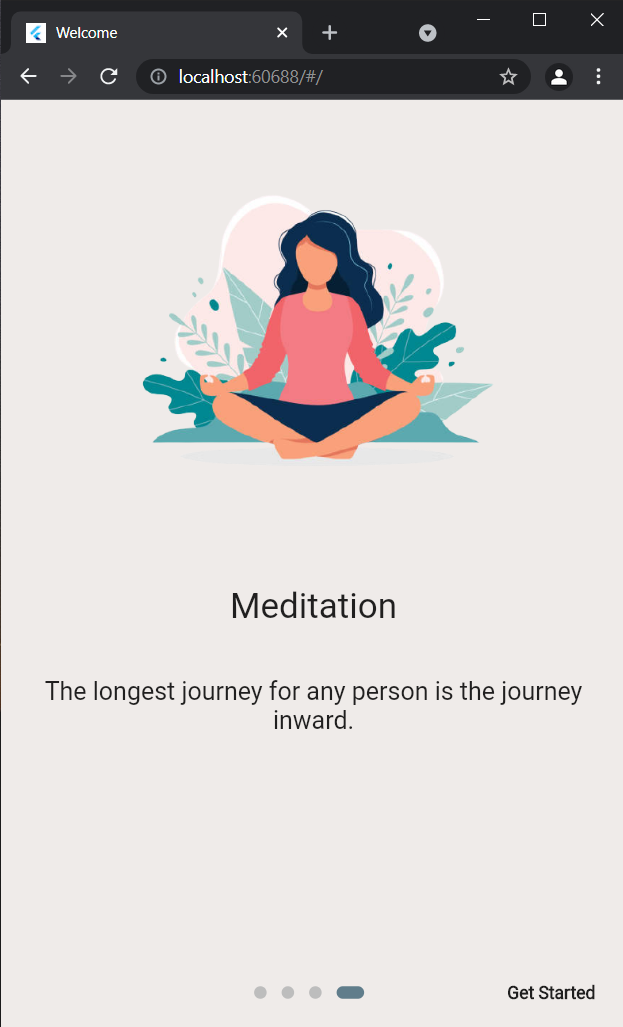 Welcome
localhost:60688/#/
Meditation
The longest journey for any person is the journey
inward.
Get Started